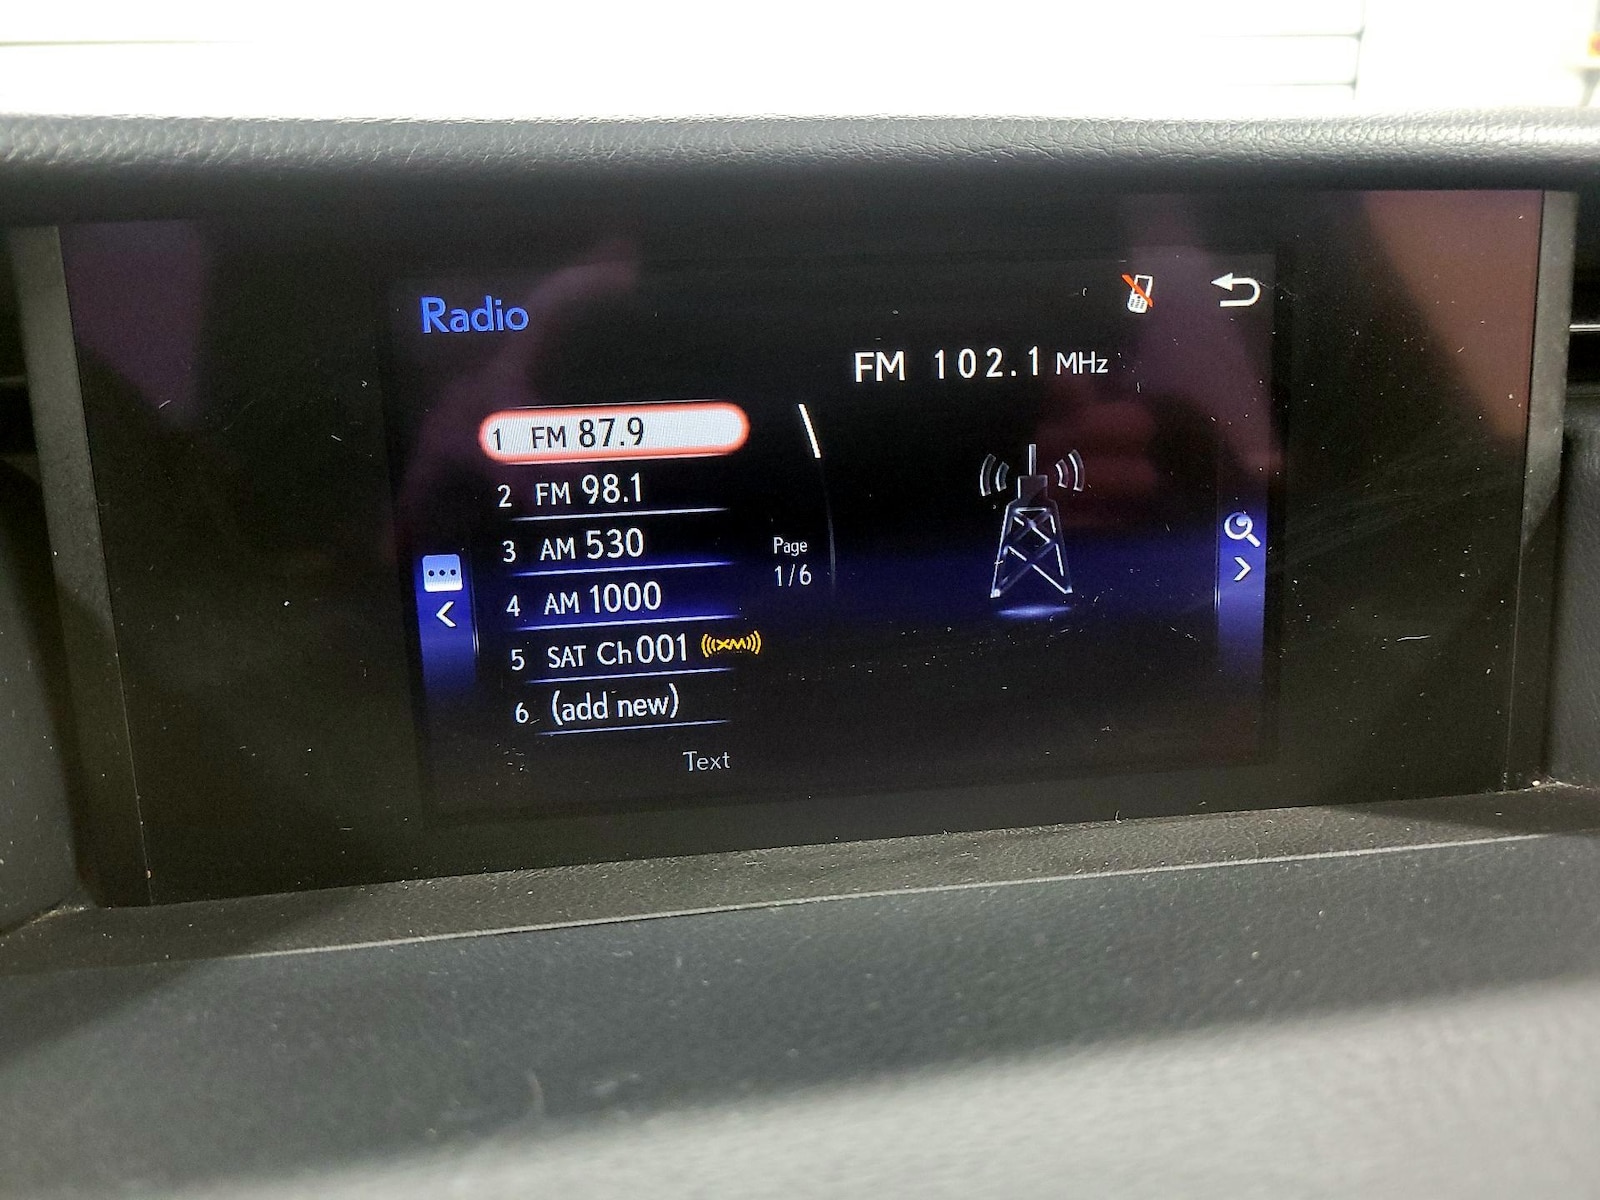 Radio
FM 102.1 MHz
1 FM 87.9
2 FM 98.1
3 AM 530
4 AM 1000
5 SAT Ch 001 ((XM))
6 (add new)
Page
1/6
Text